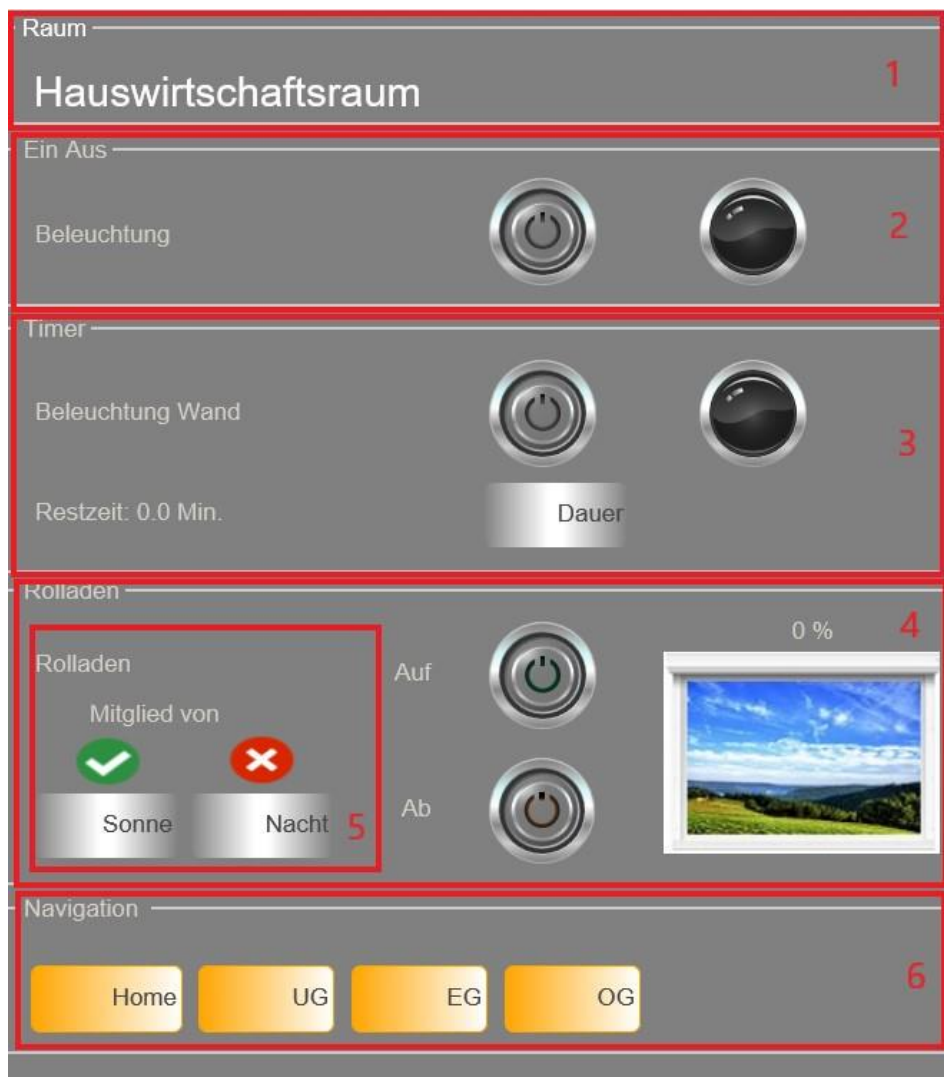 Raum
Hauswirtschaftsraum
1
Ein Aus
Beleuchtung
2
Timer
Beleuchtung Wand
3
Restzeit: 0.0 Min.
Dauer
Rolladen
0 %
4
Rolladen
Auf
Mitglied von
Sonne
Nacht
5
Ab
Navigation
Home
UG
EG
OG
6